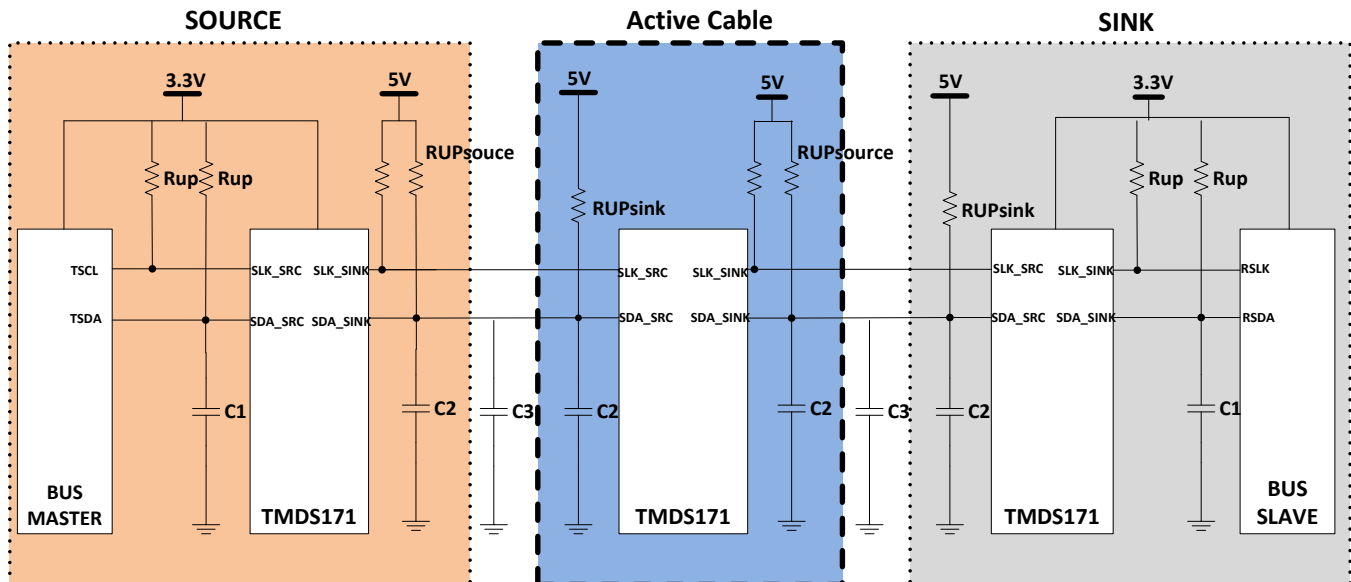 SOURCE
Active Cable
SINK
3.3V
5V
5V
5V
5V
3.3V
RUPsouce
RUPsource
Rup
Rup
RUPsink
RUPsink
Rup
Rup
TSCL
SLK_SRC
SLK_SINK
SLK_SRC
SLK_SINK
SLK_SRC
SLK_SINK
RSLK
TSDA
SDA_SRC
SDA_SINK
SDA_SRC
SDA_SINK
SDA_SRC
SDA_SINK
RSDA
C1
C2
C3
C2
C2
C3
C2
C1
BUS
MASTER
TMDS171
TMDS171
TMDS171
BUS
SLAVE